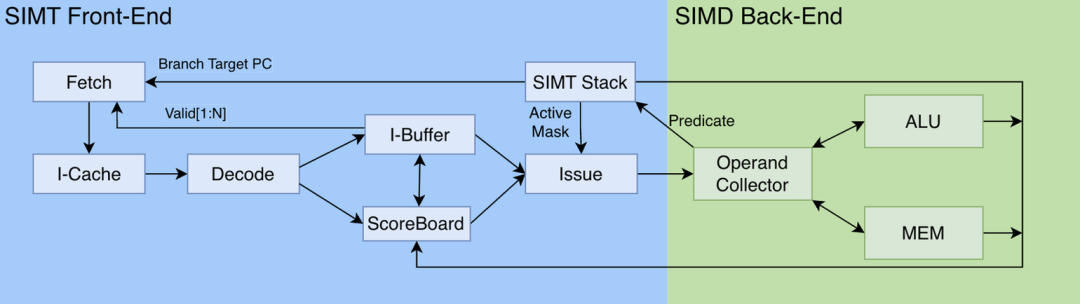 SIMT Front-End
SIMD Back-End
Branch Target PC
Fetch
SIMT Stack
Valid[1:N]
Active
Mask
Predicate
ALU
I-Buffer
I-Cache
Decode
Issue
Operand
Collector
ScoreBoard
MEM